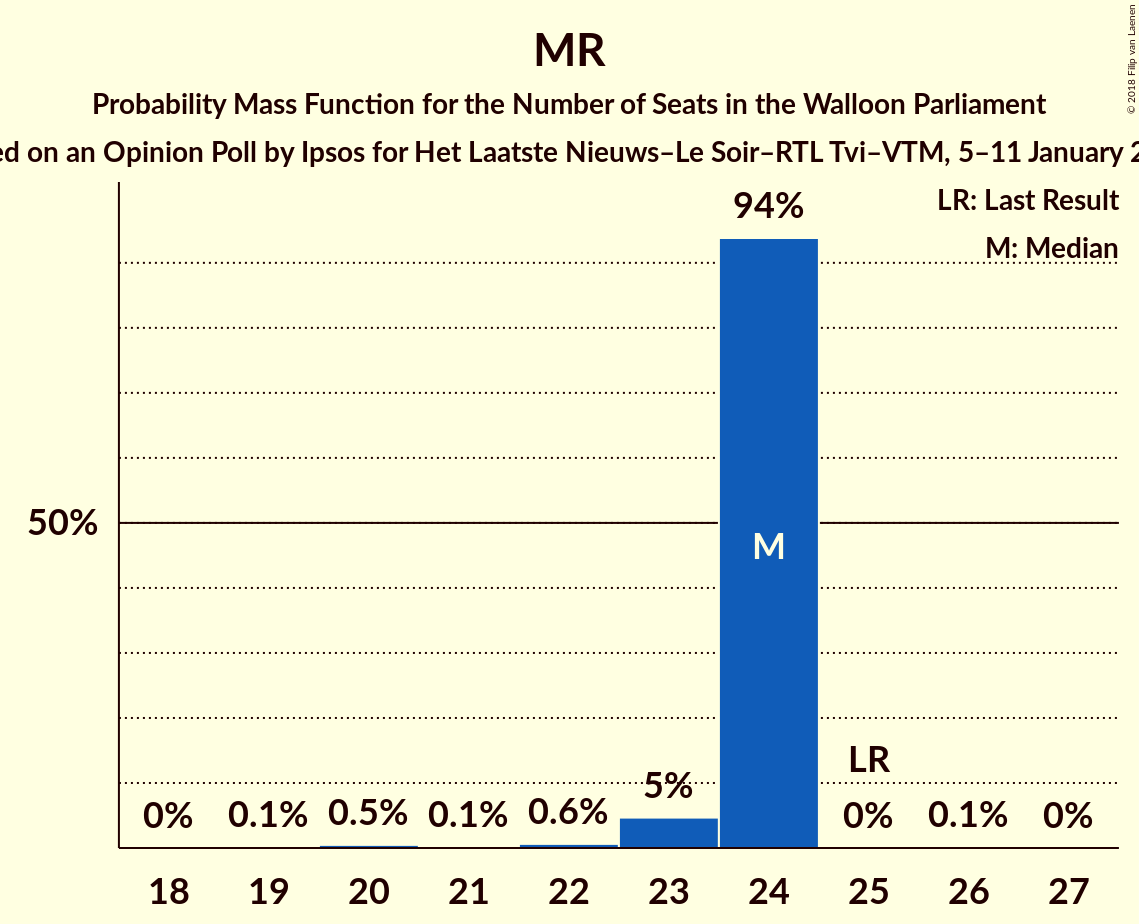 MR
Probability Mass Function for the Number of Seats in the Walloon Parliament
on an Opinion Poll by Ipsos for Het Laatste Nieuws–Le Soir–RTL Tvi–VTM, 5–11 January
© 2018 Filip van Laenen
LR: Last Result
M: Median
94%
50%
M
LR
0% 0.1% 0.5% 0.1% 0.6% 5% 0% 0.1% 0%
18 19 20 21 22 23 24 25 26 27